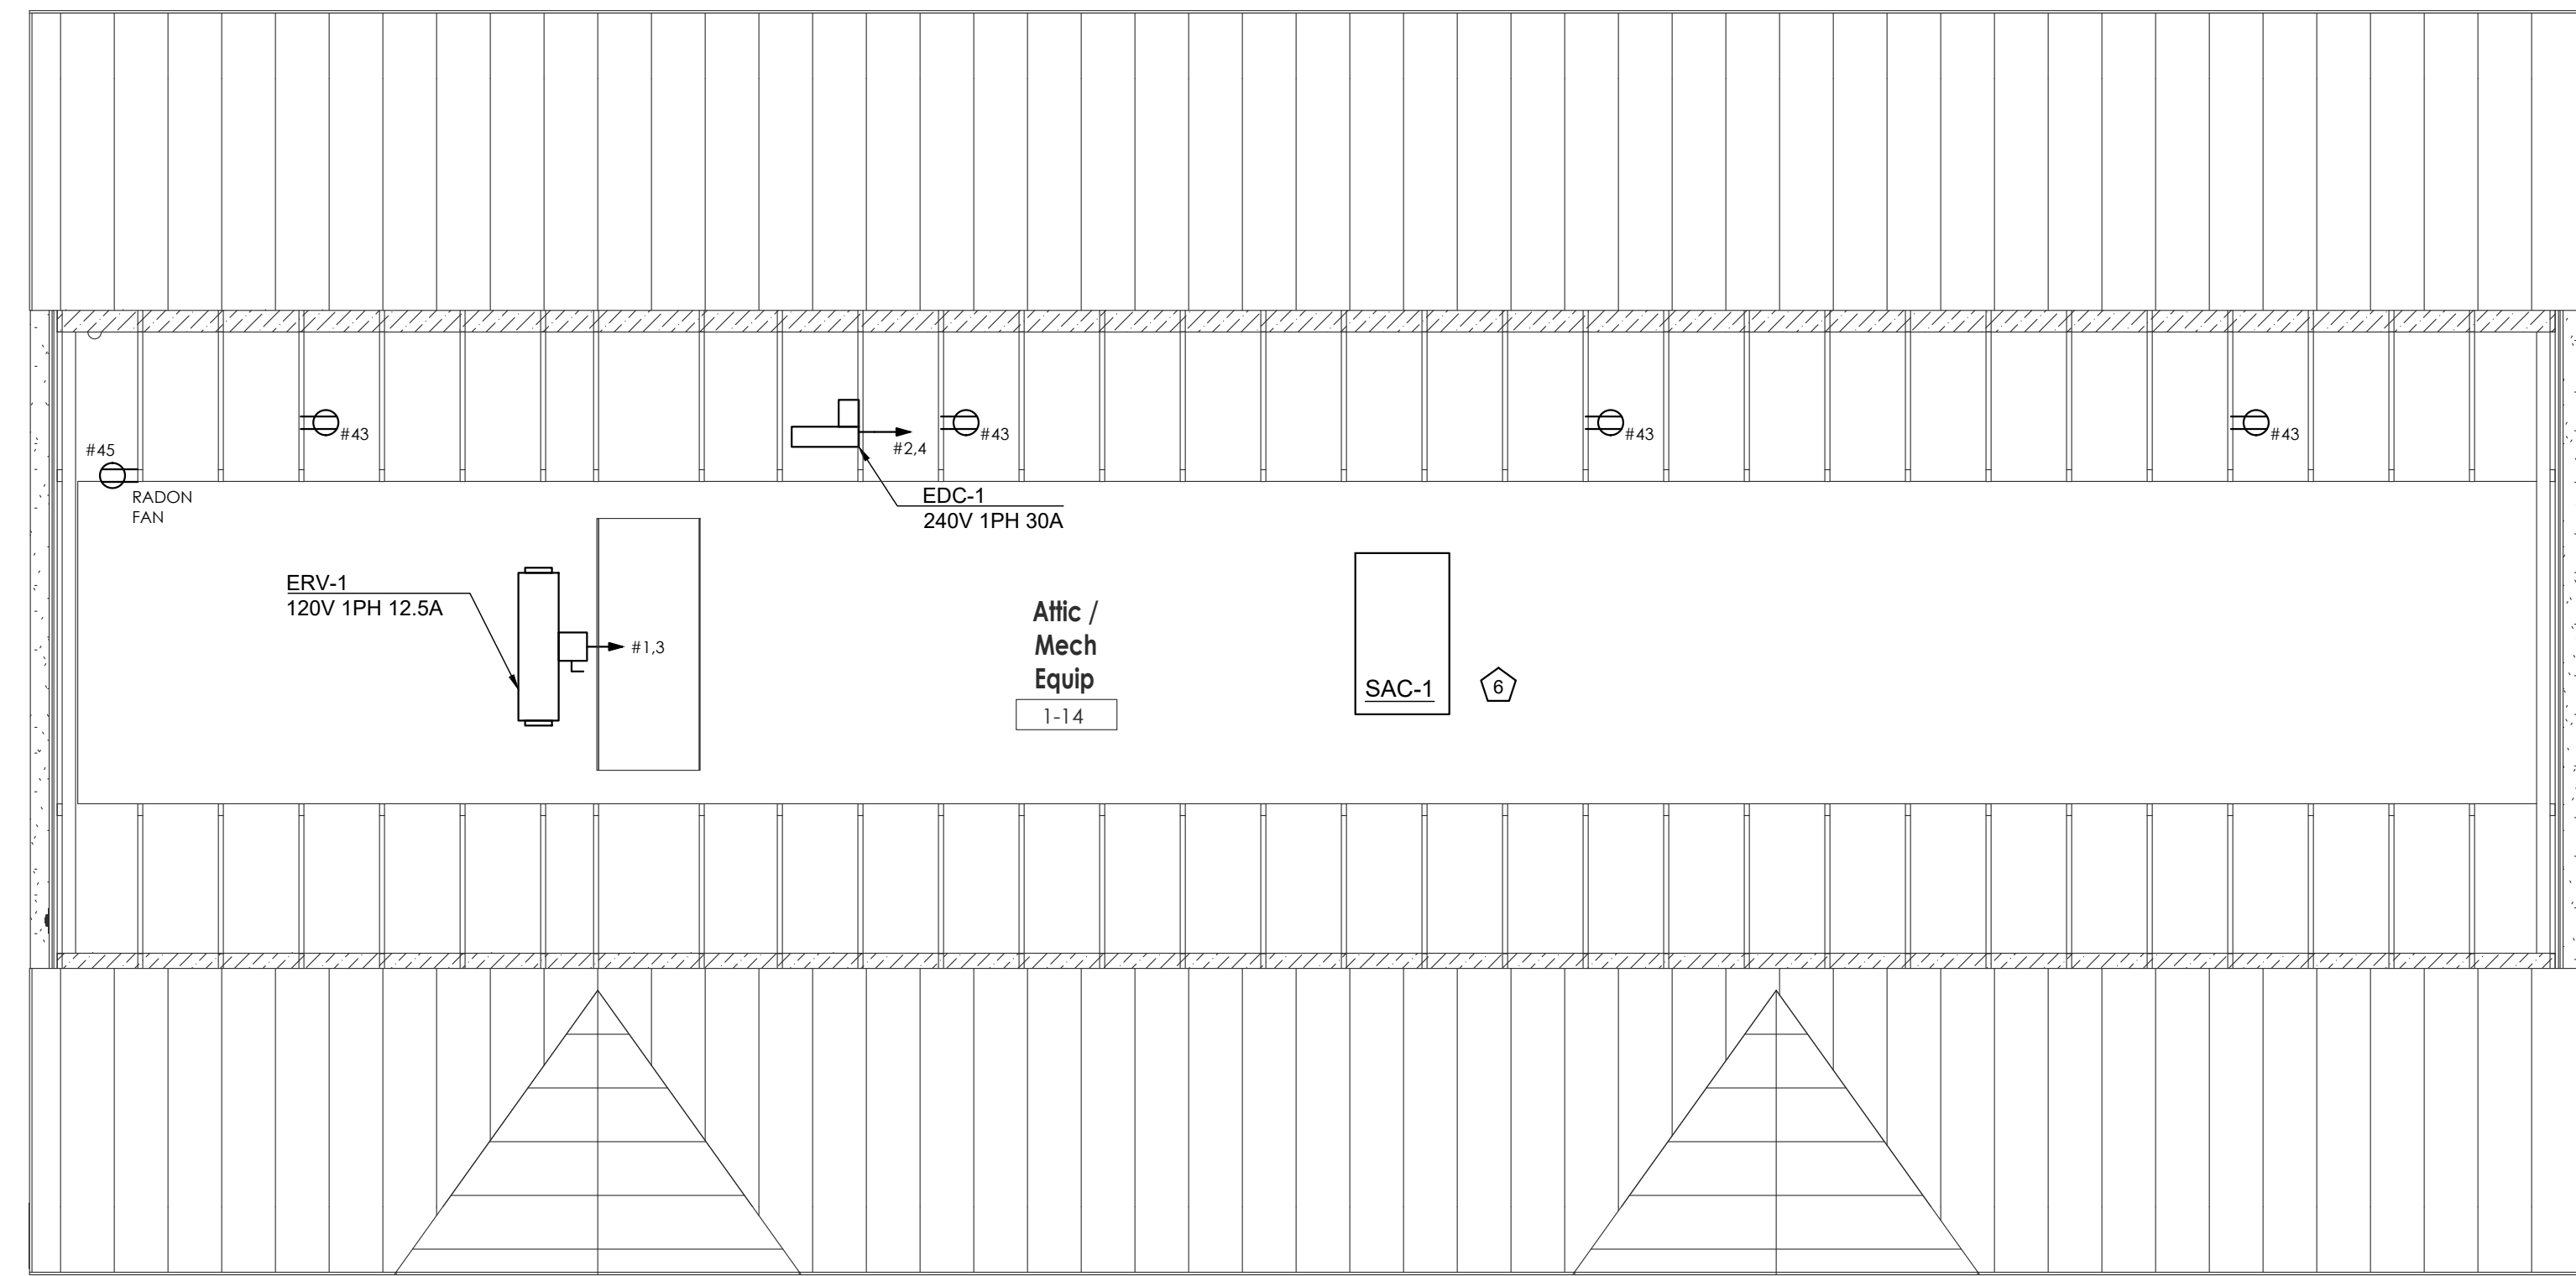 #43
#43
#43
#43
#2,4
#45
RADON
FAN
EDC-1
240V 1PH 30A
ERV-1
120V 1PH 12.5A
#1,3
Attic /
Mech
Equip
1-14
SAC-1
6